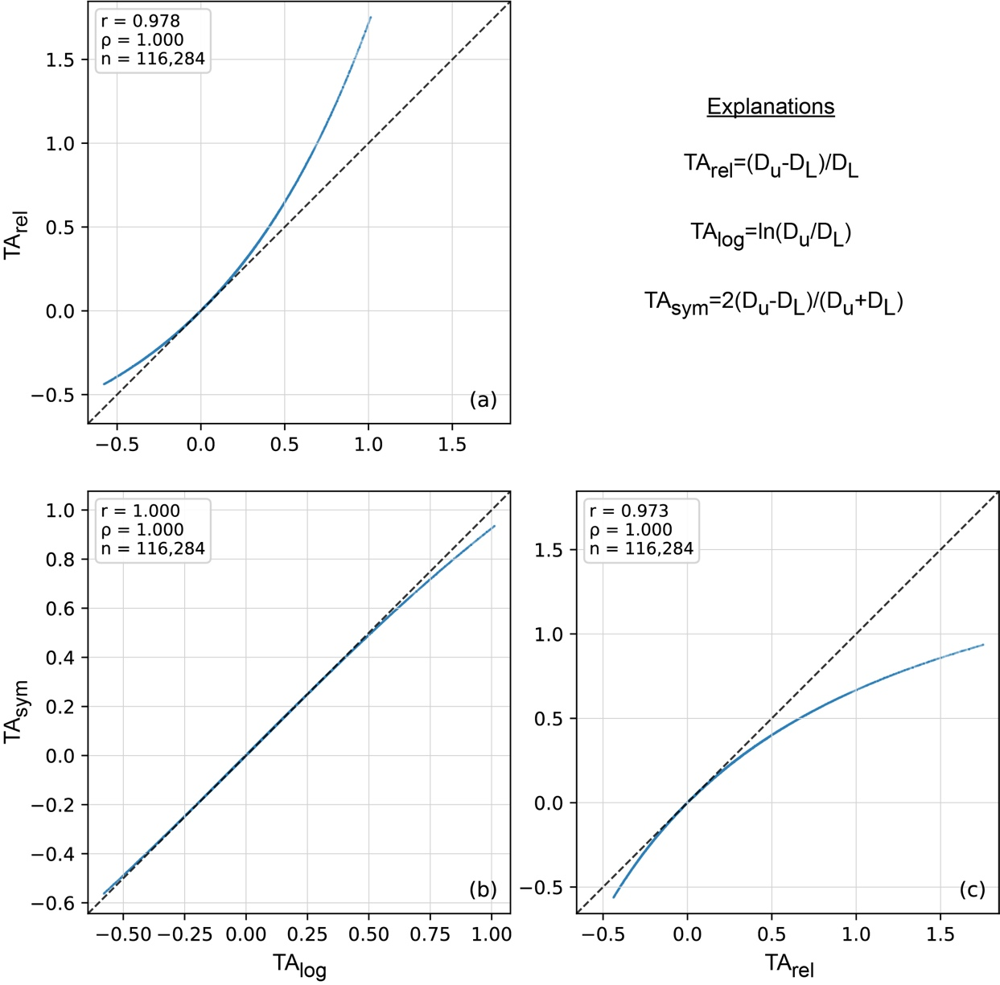 r = 0.978
ρ = 1.000
n = 116,284
1.5
1.0
0.5
0.0
−0.5
TArel
(a)
−0.5 0.0 0.5 1.0 1.5
Explanations
TArel=(Du-DL)/DL
TAlog=ln(Du/DL)
TAsym=2(Du-DL)/(Du+DL)
r = 1.000
ρ = 1.000
n = 116,284
1.0
0.8
0.6
0.4
0.2
0.0
−0.2
−0.4
−0.6
TAsym
(b)
−0.50 −0.25 0.00 0.25 0.50 0.75 1.00
TAlog
r = 0.973
ρ = 1.000
n = 116,284
1.5
1.0
0.5
0.0
−0.5
(c)
−0.5 0.0 0.5 1.0 1.5
TArel